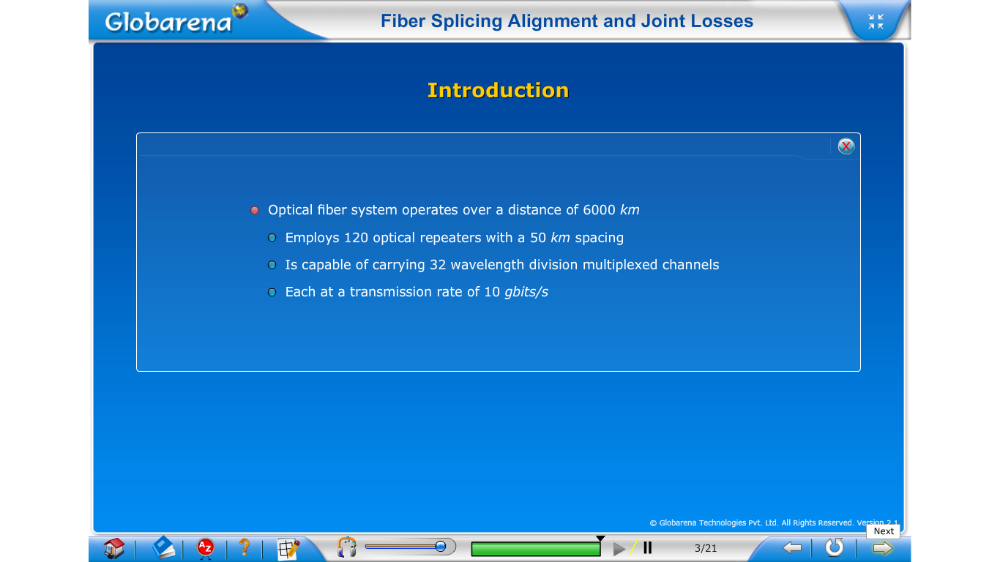 Globarena
Fiber Splicing Alignment and Joint Losses
Introduction
X
Optical fiber system operates over a distance of 6000 km
Employs 120 optical repeaters with a 50 km spacing
Is capable of carrying 32 wavelength division multiplexed channels
Each at a transmission rate of 10 gbits/s
© Globarena Technologies Pvt. Ltd. All Rights Reserved. Version 2.1
Next
AZ
?
3/21